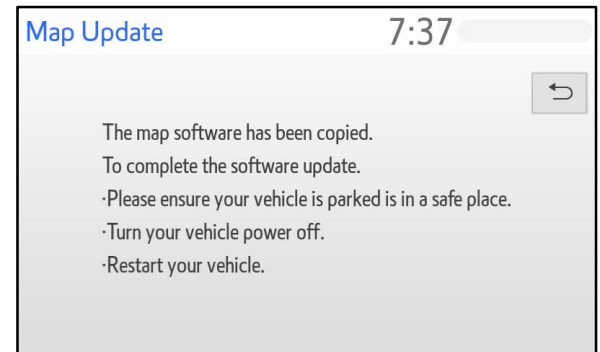 Map Update
7:37
The map software has been copied.
To complete the software update.
·Please ensure your vehicle is parked is in a safe place.
·Turn your vehicle power off.
·Restart your vehicle.